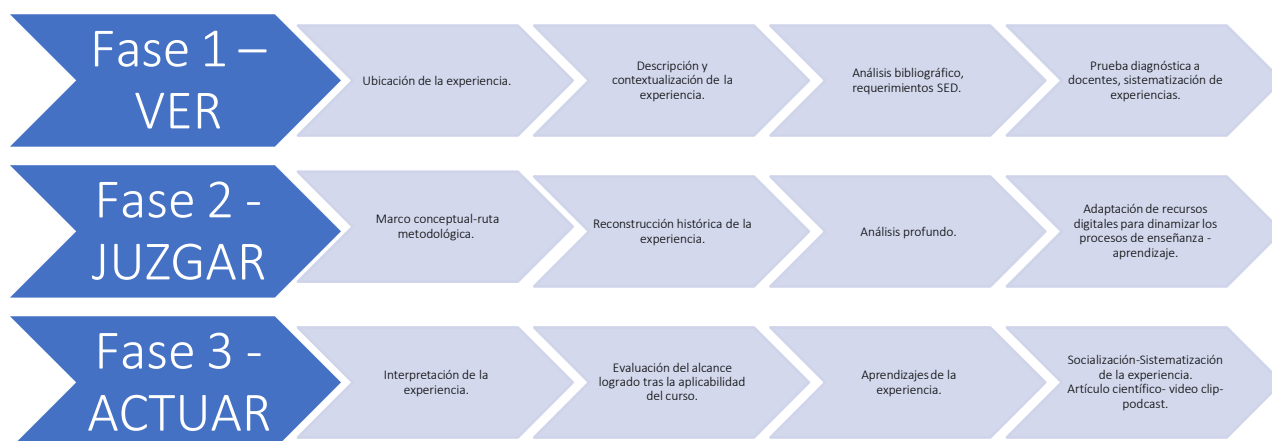 Fase 1 –
VER
Ubicación de la experiencia.
Descripción y
contextualización de la
experiencia.
Análisis bibliográfico,
requerimientos SED.
Prueba diagnóstica a
docentes, sistematización de
experiencias.
Fase 2 -
JUZGAR
Marco conceptual-ruta
metodológica.
Reconstrucción histórica de la
experiencia.
Análisis profundo.
Adaptación de recursos
digitales para dinamizar los
procesos de enseñanza -
aprendizaje.
Fase 3 -
ACTUAR
Interpretación de la
experiencia.
Evaluación del alcance
logrado tras la aplicabilidad
del curso.
Aprendizajes de la
experiencia.
Socialización-Sistematización
de la experiencia.
Artículo científico- video clip-
podcast.